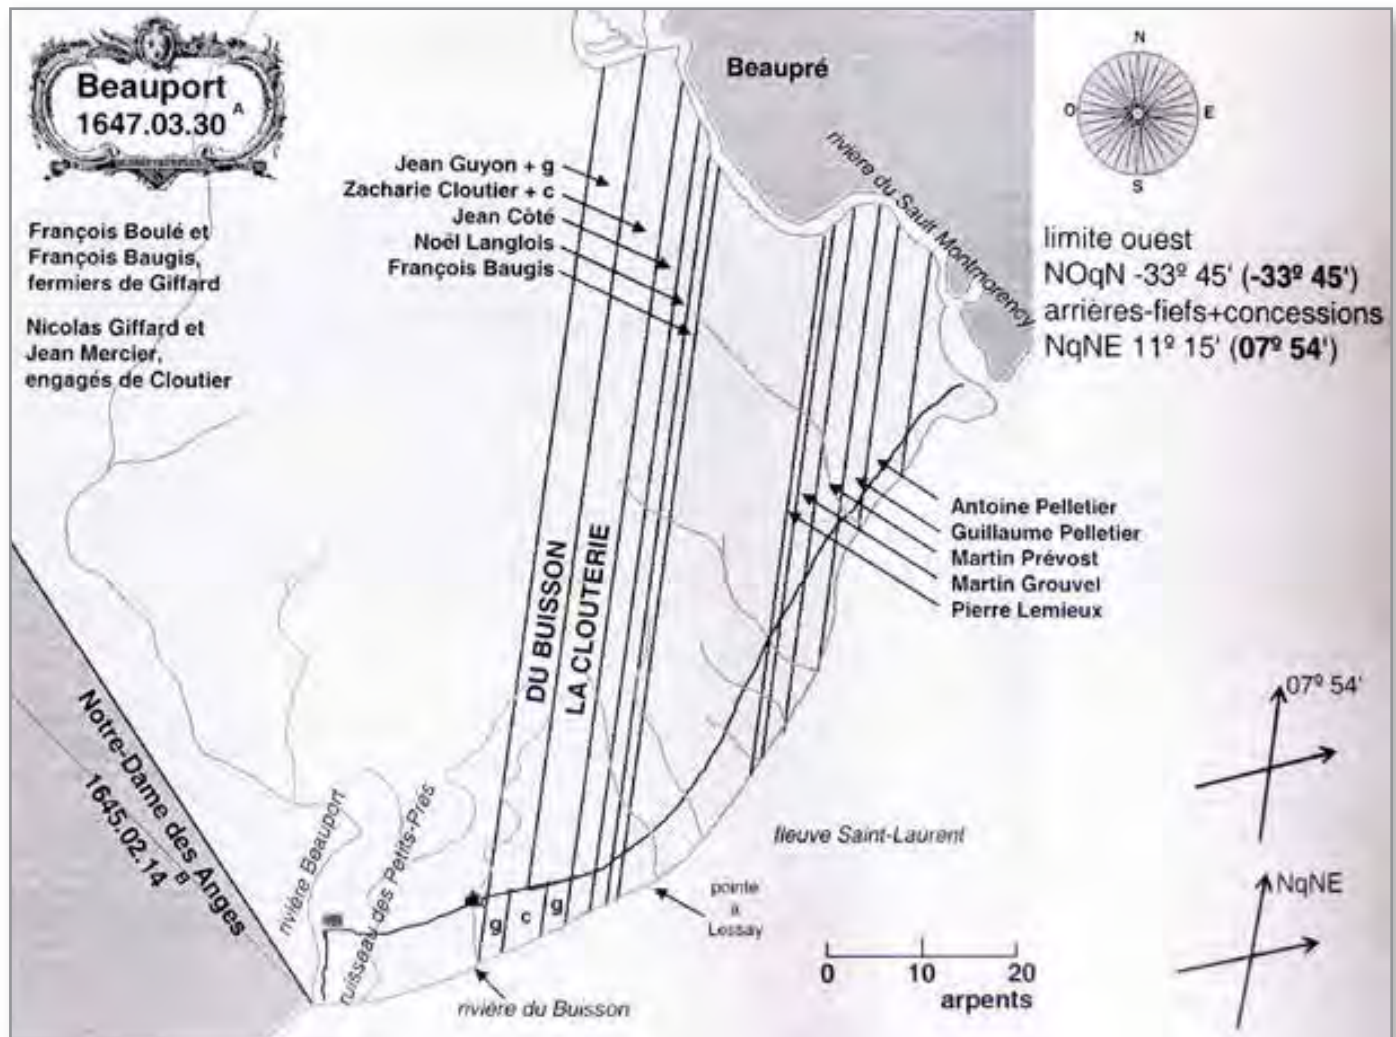 Beauport
1647.03.30 A
François Boulé et
François Baugis,
fermiers de Giffard
Nicolas Giffard et
Jean Mercier,
engagés de Cloutier
Jean Guyon + g
Zacharie Cloutier + c
Jean Côté
Noël Langlois
François Baugis
Beaupré
rivière du Sault Montmorency
N
O
E
S
limite ouest
NOqN -33º 45' (-33º 45')
arrières-fiefs+concessions
NqNE 11º 15' (07º 54')
Antoine Pelletier
Guillaume Pelletier
Martin Prévost
Martin Grouvel
Pierre Lemieux
DU BUISSON
LA CLOUTERIE
Notre-Dame des Anges
1645.02.14 B
rivière Beauport
ruisseau des Petits-Prés
g
c
g
rivière du Buisson
pointe
à
Lessay
fleuve Saint-Laurent
0 10 20
arpents
07º 54'
NqNE